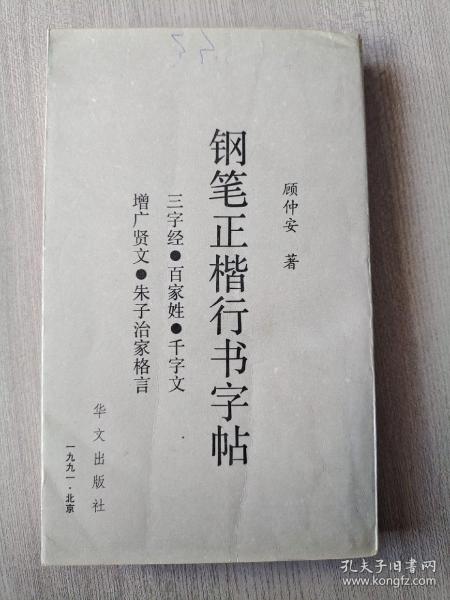 顾仲安 著
钢笔正楷行书字帖
三字经●百家姓●千字文
增广贤文●朱子治家格言
华文出版社
一九九一·北京
孔夫子旧书网
www.kongfz.com